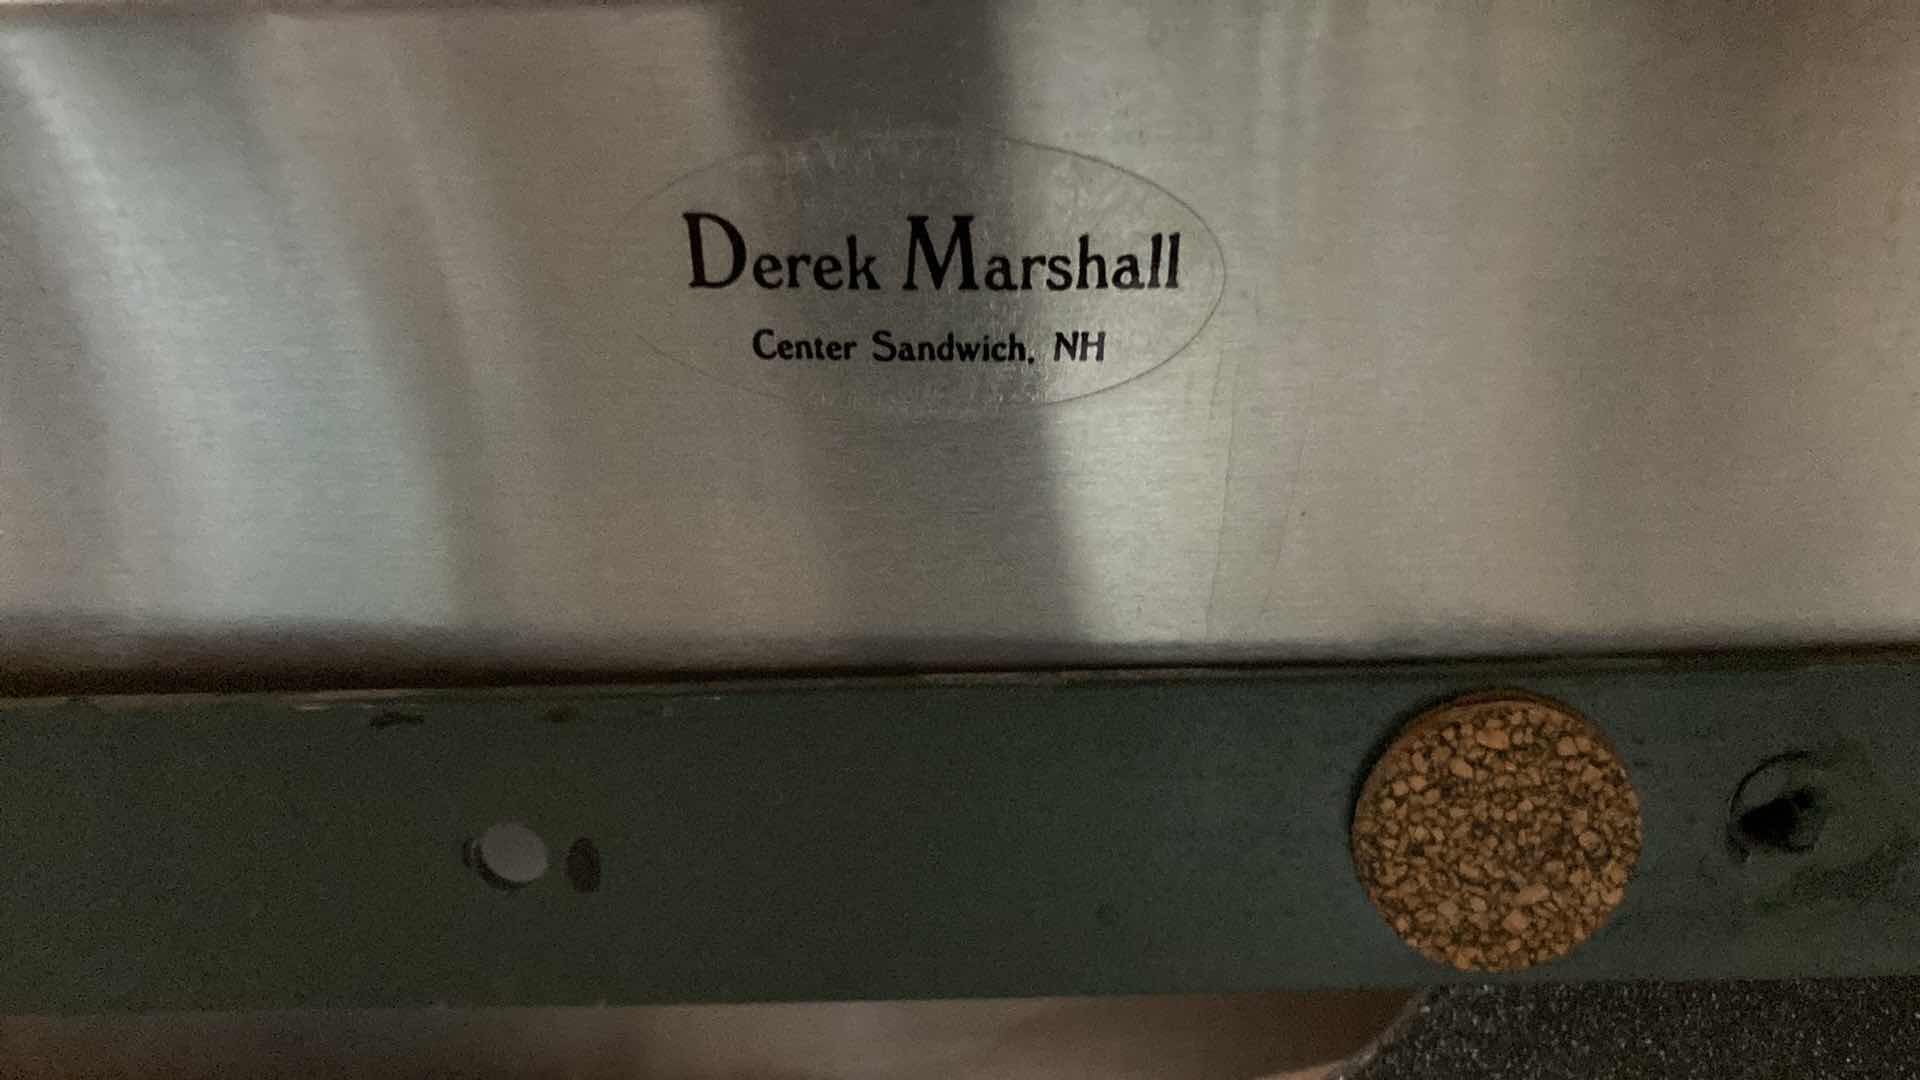 Derek Marshall
Center Sandwich, NH